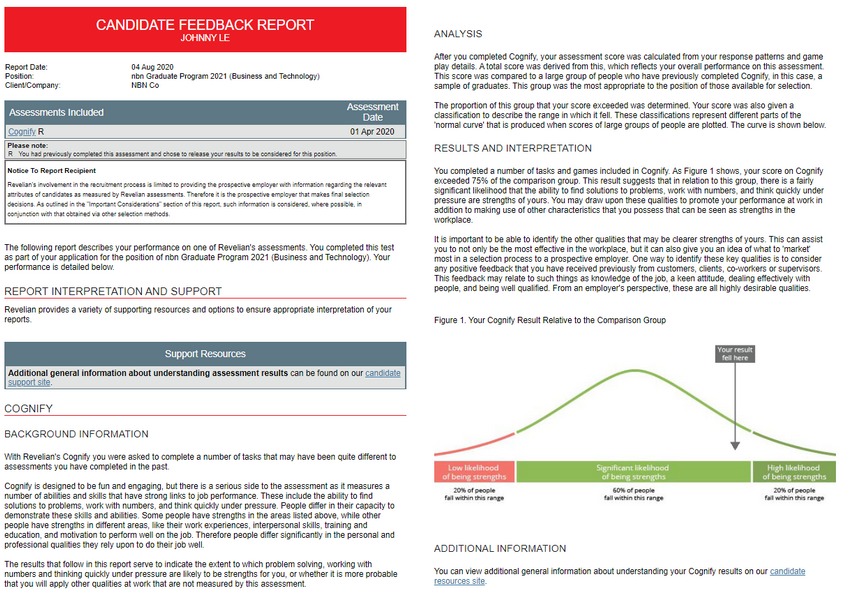 CANDIDATE FEEDBACK REPORT
JOHNNY LE
Report Date: 04 Aug 2020
Position: nbn Graduate Program 2021 (Business and Technology)
Client/Company: NBN Co
Assessments Included Assessment Date
Cognify R 01 Apr 2020
Please note:
R You had previously completed this assessment and chose to release your results to be considered for this position.
Notice To Report Recipient
Revelian's involvement in the recruitment process is limited to providing the prospective employer with information regarding the relevant
attributes of candidates as measured by Revelian assessments. Therefore it is the prospective employer that makes final selection
decisions. As outlined in the "Important Considerations" section of this report, such information is considered, where possible, in
conjunction with that obtained via other selection methods.
The following report describes your performance on one of Revelian's assessments. You completed this test
as part of your application for the position of nbn Graduate Program 2021 (Business and Technology). Your
performance is detailed below.
REPORT INTERPRETATION AND SUPPORT
Revelian provides a variety of supporting resources and options to ensure appropriate interpretation of your
reports.
Support Resources
Additional general information about understanding assessment results can be found on our candidate
support site.
COGNIFY
BACKGROUND INFORMATION
With Revelian's Cognify you were asked to complete a number of tasks that may have been quite different to
assessments you have completed in the past.
Cognify is designed to be fun and engaging, but there is a serious side to the assessment as it measures a
number of abilities and skills that have strong links to job performance. These include the ability to find
solutions to problems, work with numbers, and think quickly under pressure. People differ in their capacity to
demonstrate these skills and abilities. Some people have strengths in the areas listed above, while other
people have strengths in different areas, like their work experiences, interpersonal skills, training and
education, and motivation to perform well on the job. Therefore people differ significantly in the personal and
professional qualities they rely upon to do their job well.
The results that follow in this report serve to indicate the extent to which problem solving, working with
numbers and thinking quickly under pressure are likely to be strengths for you, or whether it is more probable
that you will apply other qualities at work that are not measured by this assessment.
ANALYSIS
After you completed Cognify, your assessment score was calculated from your response patterns and game
play details. A total score was derived from this, which reflects your overall performance on this assessment.
This score was compared to a large group of people who have previously completed Cognify, in this case, a
sample of graduates. This group was the most appropriate to the position of those available for selection.
The proportion of this group that your score exceeded was determined. Your score was also given a
classification to describe the range in which it fell. These classifications represent different parts of the
'normal curve' that is produced when scores of large groups of people are plotted. The curve is shown below.
RESULTS AND INTERPRETATION
You completed a number of tasks and games included in Cognify. As Figure 1 shows, your score on Cognify
exceeded 75% of the comparison group. This result suggests that in relation to this group, there is a fairly
significant likelihood that the ability to find solutions to problems, work with numbers, and think quickly under
pressure are strengths of yours. You may draw upon these qualities to promote your performance at work in
addition to making use of other characteristics that you possess that can be seen as strengths in the
workplace.
It is important to be able to identify the other qualities that may be clearer strengths of yours. This can assist
you to not only be the most effective in the workplace, but it can also give you an idea of what to 'market'
most in a selection process to a prospective employer. One way to identify these key qualities is to consider
any positive feedback that you have received previously from customers, clients, co-workers or supervisors.
This feedback may relate to such things as knowledge of the job, a keen attitude, dealing effectively with
people, and being well qualified. From an employer's perspective, these are all highly desirable qualities.
Figure 1. Your Cognify Result Relative to the Comparison Group
Your result
fell here
Low likelihood
of being strengths
Significant likelihood
of being strengths
High likelihood
of being strengths
20% of people
fall within this range
60% of people
fall within this range
20% of people
fall within this range
ADDITIONAL INFORMATION
You can view additional general information about understanding your Cognify results on our candidate
resources site.